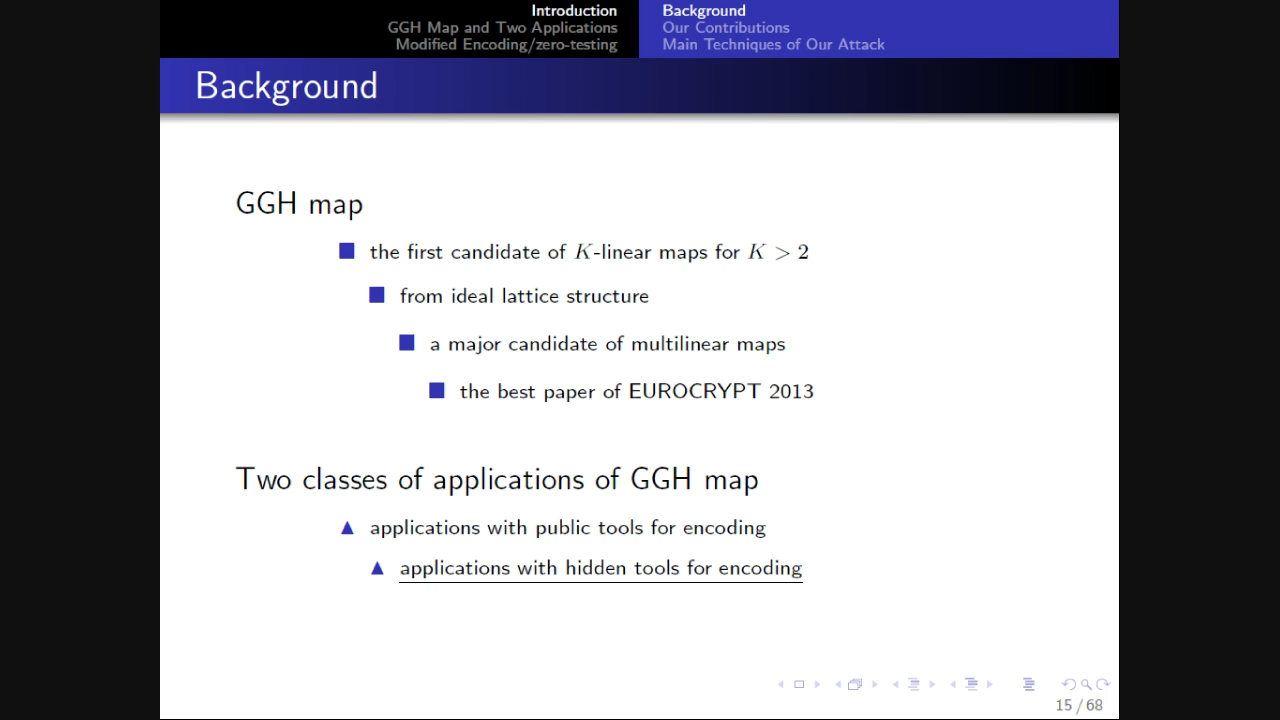 Introduction
GGH Map and Two Applications
Modified Encoding/zero-testing
Background
Our Contributions
Main Techniques of Our Attack
Background
GGH map
the first candidate of K-linear maps for K > 2
from ideal lattice structure
a major candidate of multilinear maps
the best paper of EUROCRYPT 2013
Two classes of applications of GGH map
applications with public tools for encoding
applications with hidden tools for encoding
15 / 68